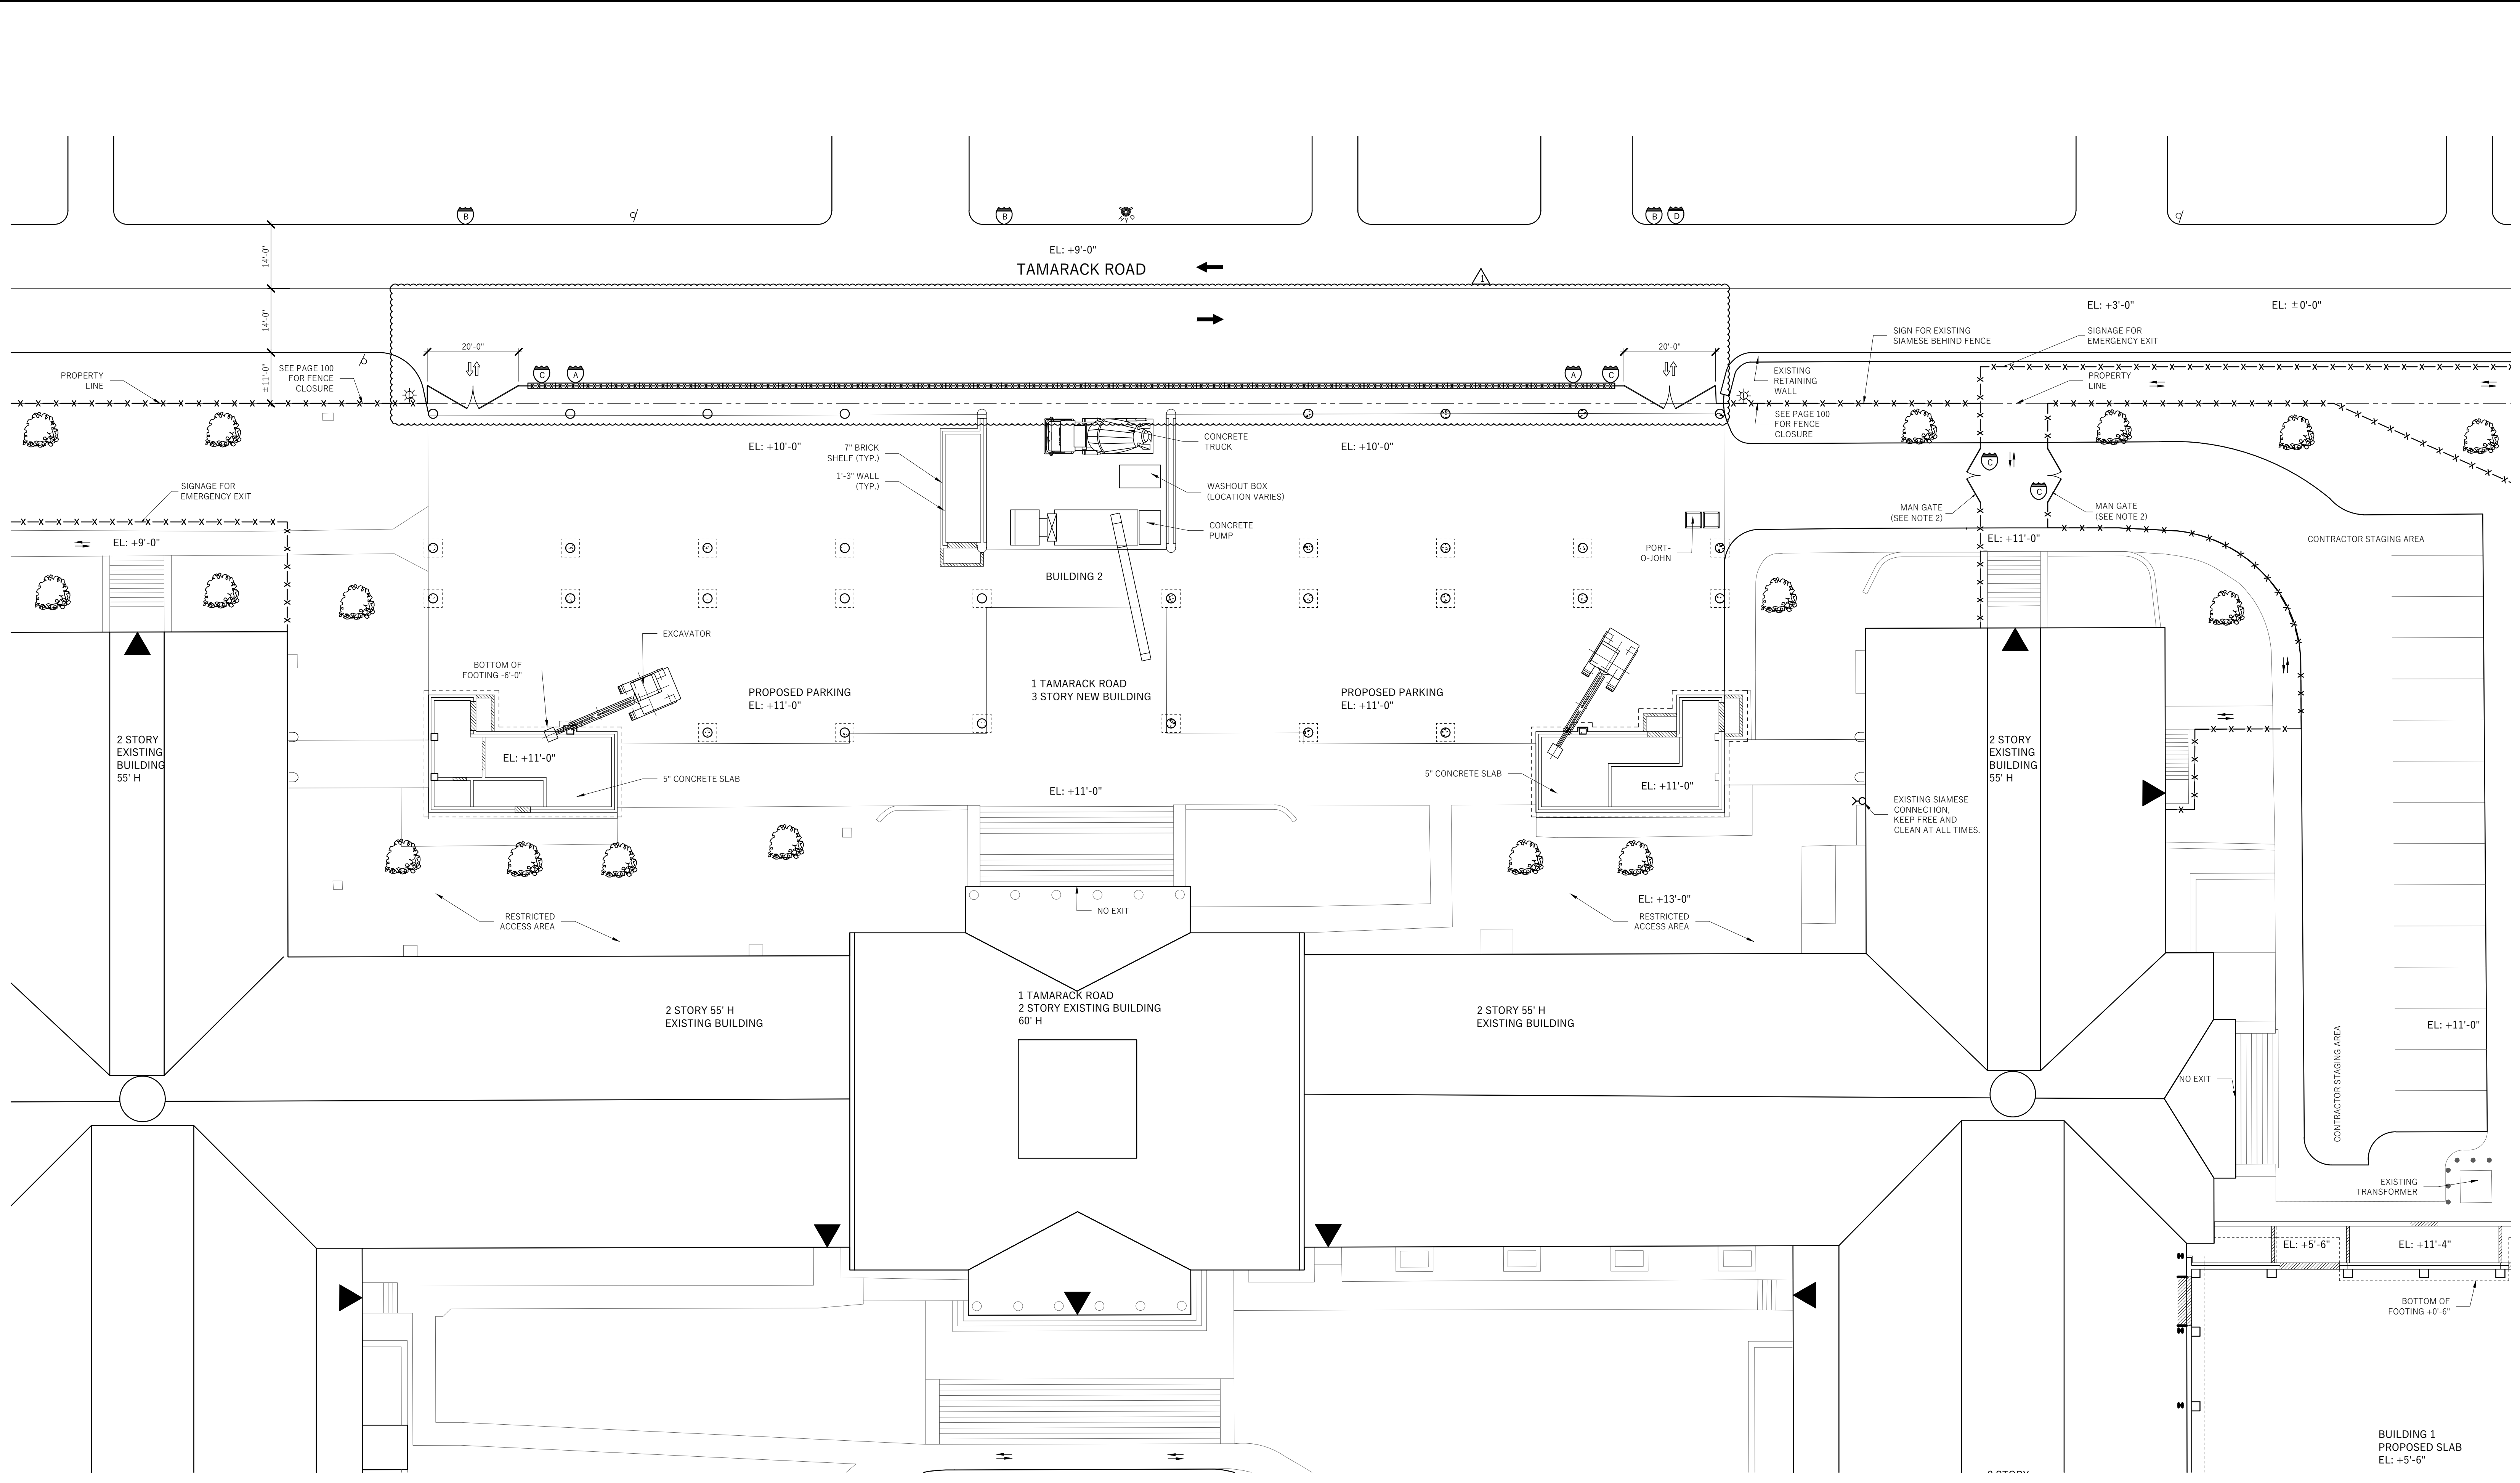 B
B
HYD
B
D
14'-0"
EL: +9'-0"
TAMARACK ROAD
1
14'-0"
EL: +3'-0"
EL: ±0'-0"
SIGN FOR EXISTING
SIAMESE BEHIND FENCE
SIGNAGE FOR
EMERGENCY EXIT
20'-0"
20'-0"
±11'-0"
PROPERTY
LINE
SEE PAGE 100
FOR FENCE
CLOSURE
C
A
A
C
EXISTING
RETAINING
WALL
PROPERTY
LINE
SEE PAGE 100
FOR FENCE
CLOSURE
EL: +10'-0"
7" BRICK
SHELF (TYP.)
1'-3" WALL
(TYP.)
CONCRETE
TRUCK
EL: +10'-0"
WASHOUT BOX
(LOCATION VARIES)
CONCRETE
PUMP
C
C
MAN GATE
(SEE NOTE 2)
MAN GATE
(SEE NOTE 2)
SIGNAGE FOR
EMERGENCY EXIT
EL: +9'-0"
PORT-
O-JOHN
EL: +11'-0"
CONTRACTOR STAGING AREA
BUILDING 2
EXCAVATOR
BOTTOM OF
FOOTING -6'-0"
PROPOSED PARKING
EL: +11'-0"
1 TAMARACK ROAD
3 STORY NEW BUILDING
PROPOSED PARKING
EL: +11'-0"
2 STORY
EXISTING
BUILDING
55' H
EL: +11'-0"
5" CONCRETE SLAB
EL: +11'-0"
5" CONCRETE SLAB
EL: +11'-0"
2 STORY
EXISTING
BUILDING
55' H
EXISTING SIAMESE
CONNECTION,
KEEP FREE AND
CLEAN AT ALL TIMES.
RESTRICTED
ACCESS AREA
NO EXIT
EL: +13'-0"
RESTRICTED
ACCESS AREA
2 STORY 55' H
EXISTING BUILDING
1 TAMARACK ROAD
2 STORY EXISTING BUILDING
60' H
2 STORY 55' H
EXISTING BUILDING
NO EXIT
CONTRACTOR STAGING AREA
EL: +11'-0"
EXISTING
TRANSFORMER
EL: +5'-6"
EL: +11'-4"
BOTTOM OF
FOOTING +0'-6"
BUILDING 1
PROPOSED SLAB
EL: +5'-6"
2 STORY